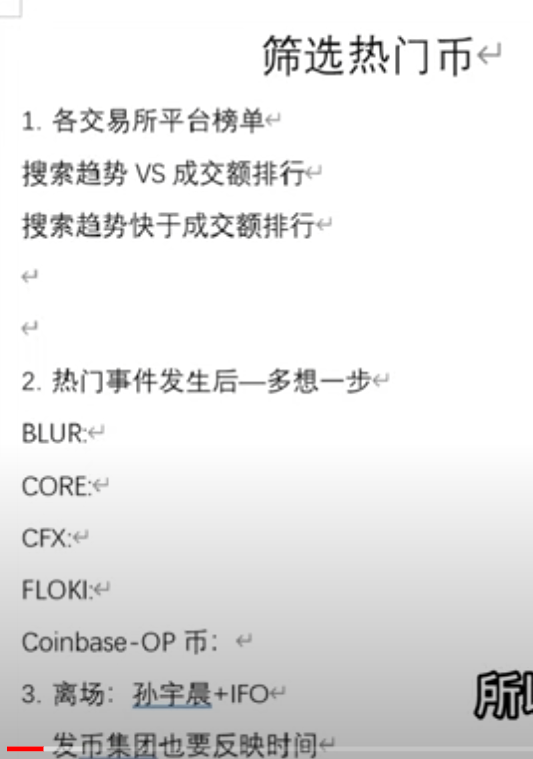 筛选热门币
1. 各交易所平台榜单
搜索趋势 VS 成交额排行
搜索趋势快于成交额排行
2. 热门事件发生后—多想一步
BLUR:
CORE:
CFX:
FLOKI:
Coinbase-OP 币：
3. 离场：孙宇晨+IFO
所以
发币集团也要反映时间